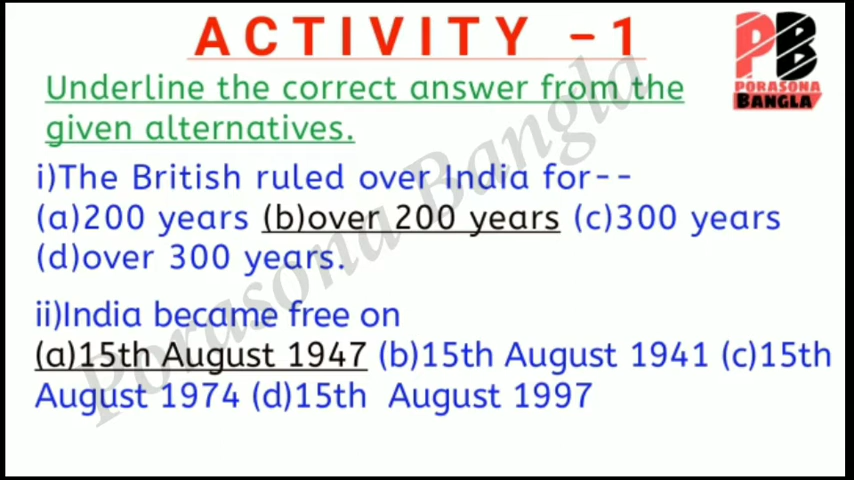 ACTIVITY -1
PB
PORASONA
BANGLA
Underline the correct answer from the
given alternatives.
i)The British ruled over India for--
(a)200 years (b)over 200 years (c)300 years
(d)over 300 years.
ii)India became free on
(a)15th August 1947 (b)15th August 1941 (c)15th
August 1974 (d)15th August 1997
Porasona Bangla